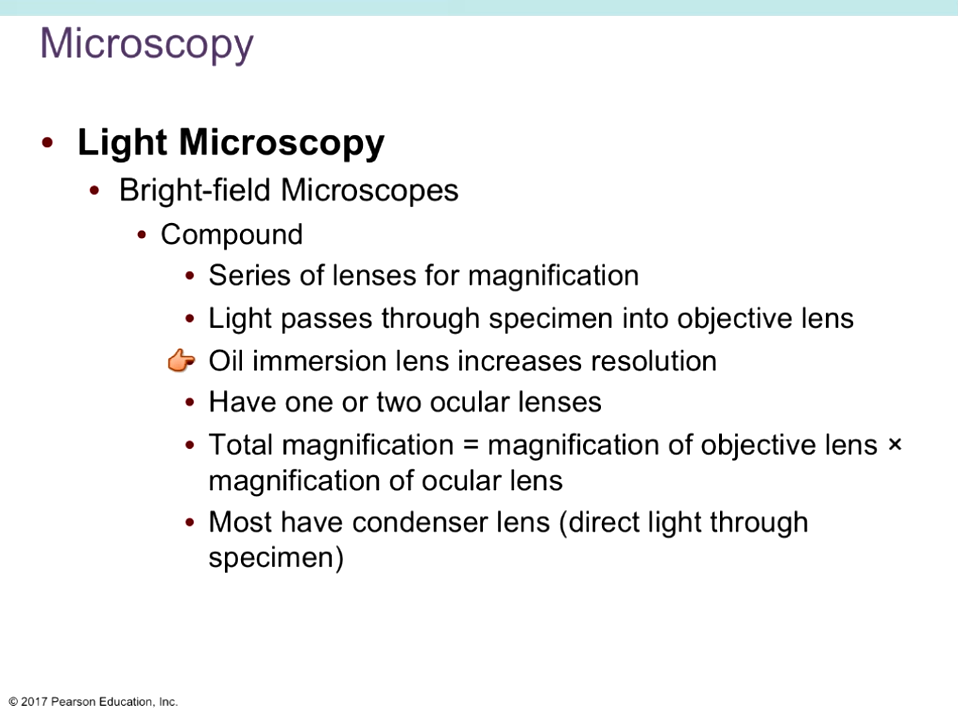 Microscopy
• Light Microscopy
• Bright-field Microscopes
• Compound
• Series of lenses for magnification
• Light passes through specimen into objective lens
Oil immersion lens increases resolution
• Have one or two ocular lenses
• Total magnification = magnification of objective lens ×
magnification of ocular lens
• Most have condenser lens (direct light through
specimen)
© 2017 Pearson Education, Inc.